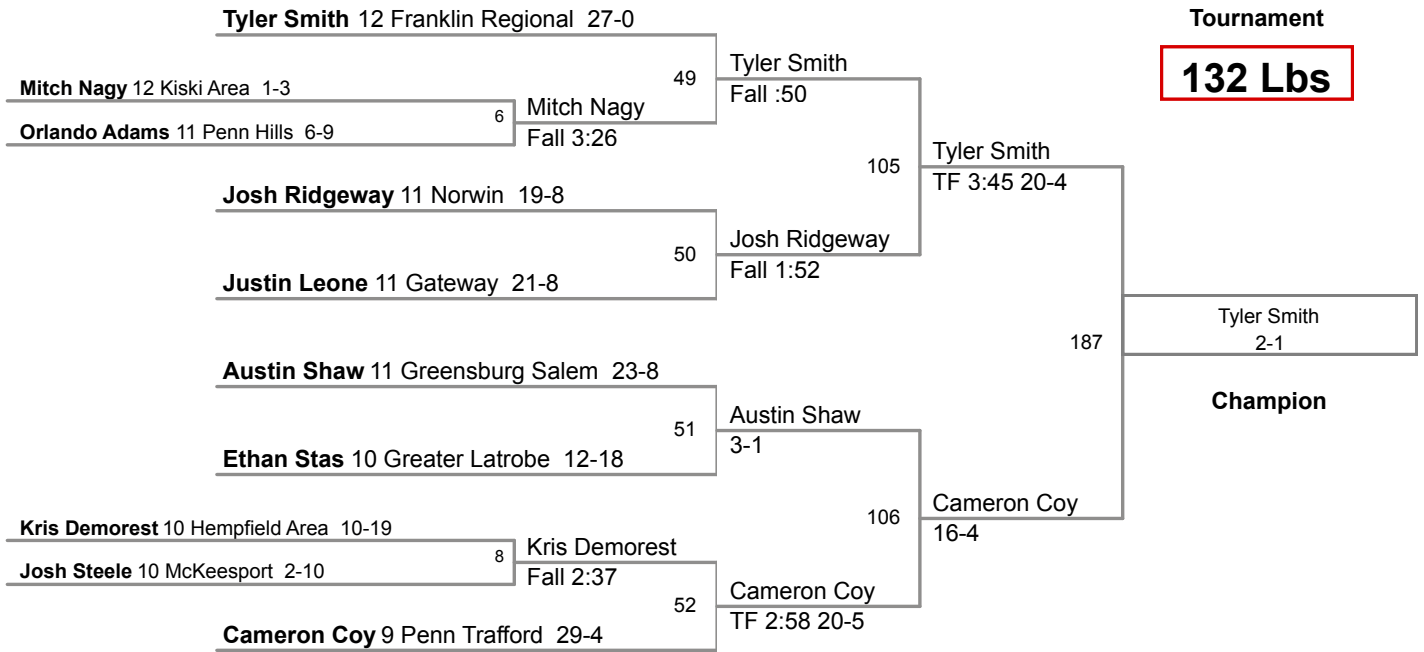 Tyler Smith 12 Franklin Regional 27-0
Tournament
132 Lbs
49
Tyler Smith
Fall :50
Mitch Nagy 12 Kiski Area 1-3
6
Mitch Nagy
Fall 3:26
Orlando Adams 11 Penn Hills 6-9
105
Tyler Smith
TF 3:45 20-4
Josh Ridgeway 11 Norwin 19-8
50
Josh Ridgeway
Fall 1:52
Justin Leone 11 Gateway 21-8
187
Tyler Smith
2-1
Champion
Austin Shaw 11 Greensburg Salem 23-8
51
Austin Shaw
3-1
Ethan Stas 10 Greater Latrobe 12-18
106
Cameron Coy
16-4
Kris Demorest 10 Hempfield Area 10-19
8
Kris Demorest
Fall 2:37
Josh Steele 10 McKeesport 2-10
52
Cameron Coy
TF 2:58 20-5
Cameron Coy 9 Penn Trafford 29-4